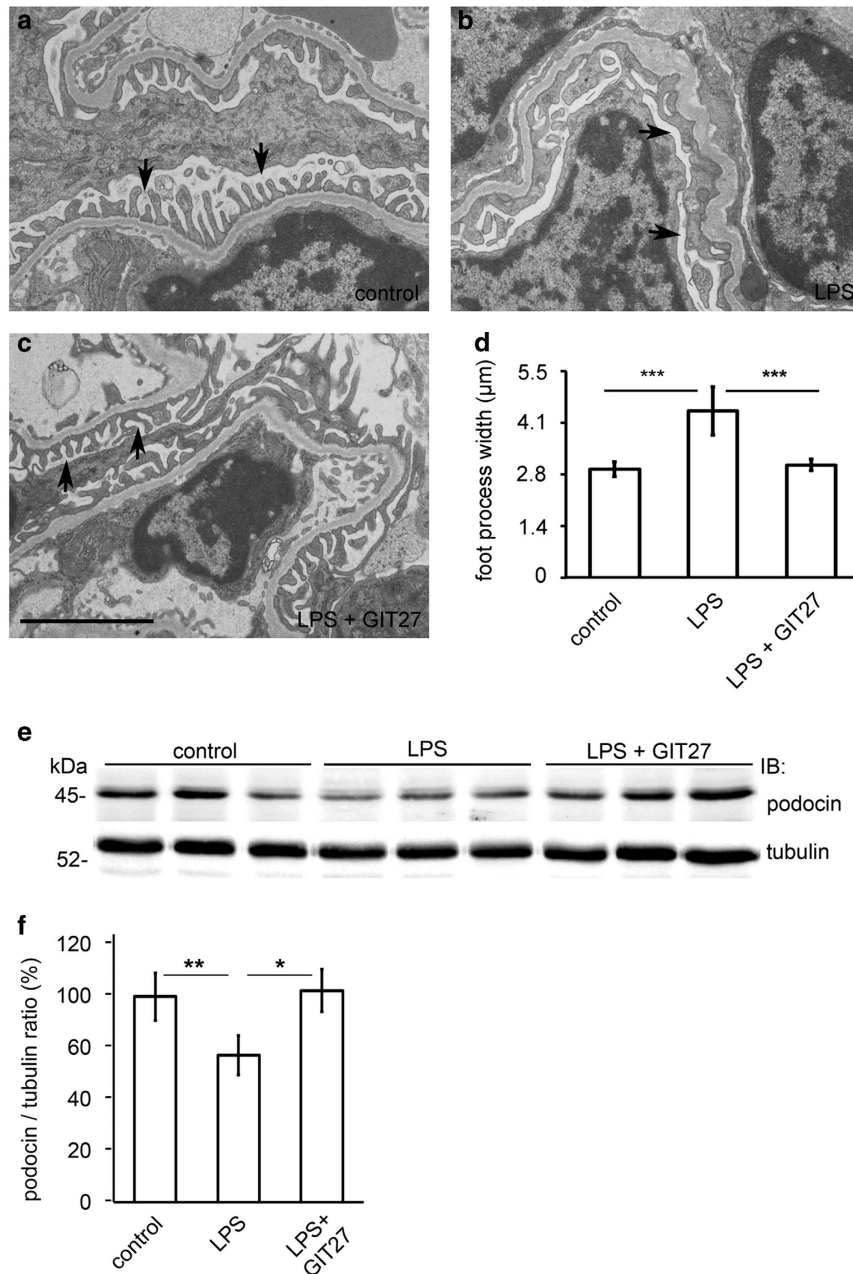 a
control
b
LPS
c
LPS + GIT27
d
foot process width (µm)
5.5
4.1
2.8
1.4
0
***
***
control
LPS
LPS + GIT27
e
control
LPS
LPS + GIT27
IB:
kDa
45-
podocin
52-
tubulin
f
podocin / tubulin ratio (%)
120
100
60
40
20
0
**
*
control
LPS
LPS+
GIT27